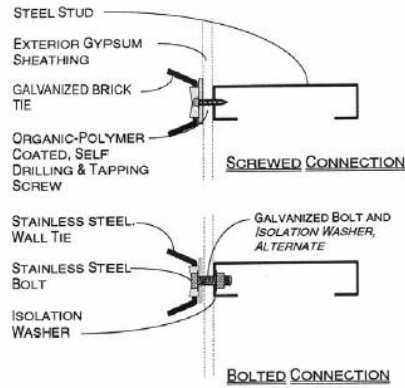 STEEL STUD
EXTERIOR GYPSUM
SHEATHING
GALVANIZED BRICK
TIE
ORGANIC-POLYMER
COATED, SELF
DRILLING & TAPPING
SCREW
SCREWED CONNECTION
STAINLESS STEEL.
WALL TIE
STAINLESS STEEL
BOLT
ISOLATION
WASHER
GALVANIZED BOLT AND
ISOLATION WASHER,
ALTERNATE
BOLTED CONNECTION